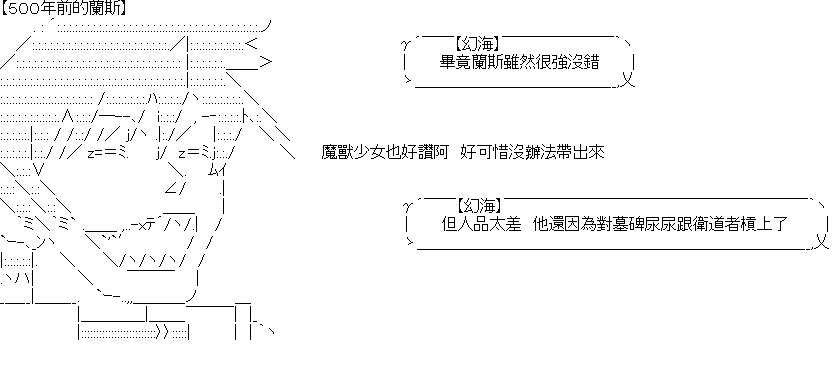 【500年前的蘭斯】
【幻海】
畢竟蘭斯雖然很強沒錯
魔獸少女也好讚阿　好可惜沒辦法帶出來
【幻海】
但人品太差　他還因為對墓碑尿尿跟衛道者槓上了